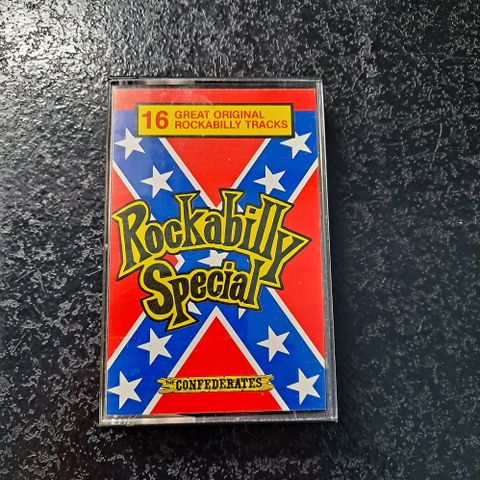 16 GREAT ORIGINAL
ROCKABILLY TRACKS
Rockabilly
Special
THE CONFEDERATES